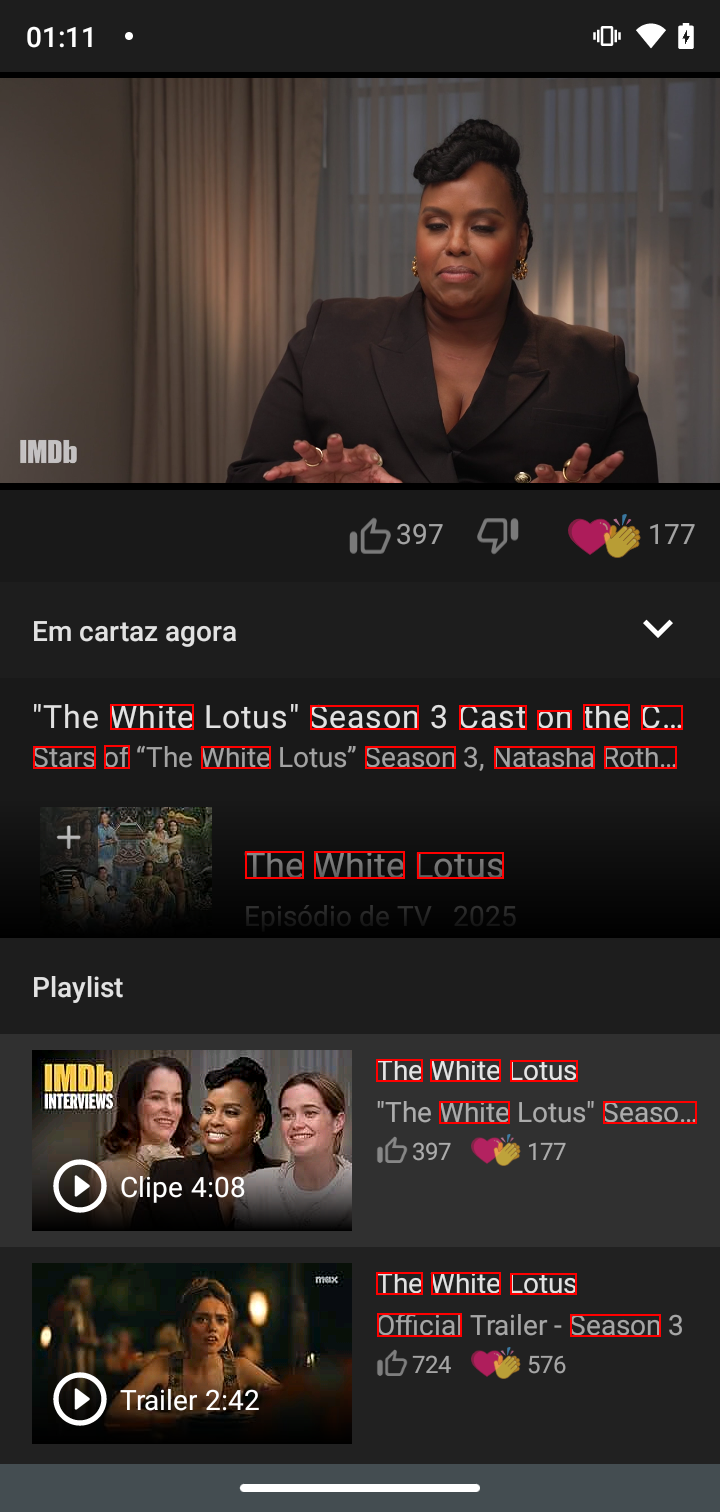 01:11
IMDb
397 177
Em cartaz agora
"The White Lotus" Season 3 Cast on the C…
Stars of “The White Lotus” Season 3, Natasha Roth…
The White Lotus
Episódio de TV 2025
Playlist
IMDb
INTERVIEWS
Clipe 4:08
The White Lotus
"The White Lotus" Seaso…
397 177
max
Trailer 2:42
The White Lotus
Official Trailer - Season 3
724 576